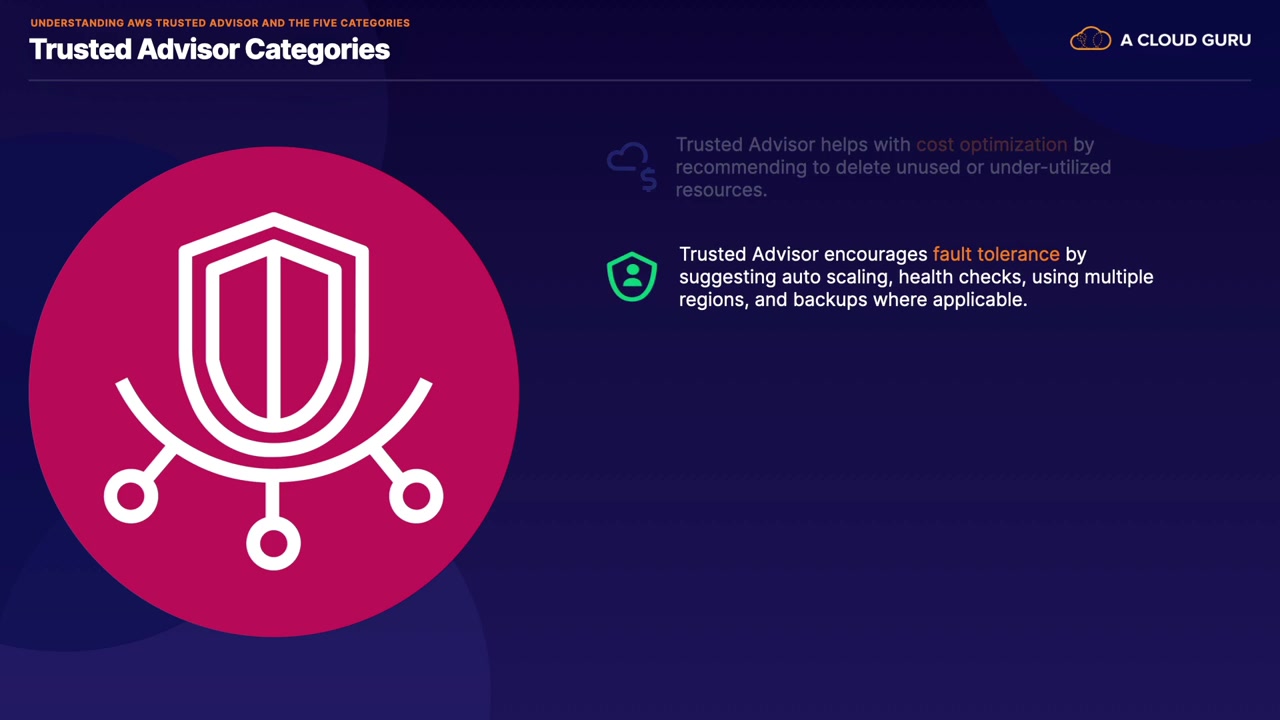 UNDERSTANDING AWS TRUSTED ADVISOR AND THE FIVE CATEGORIES
Trusted Advisor Categories
A CLOUD GURU
Trusted Advisor helps with cost optimization by
recommending to delete unused or under-utilized
resources.
Trusted Advisor encourages fault tolerance by
suggesting auto scaling, health checks, using multiple
regions, and backups where applicable.